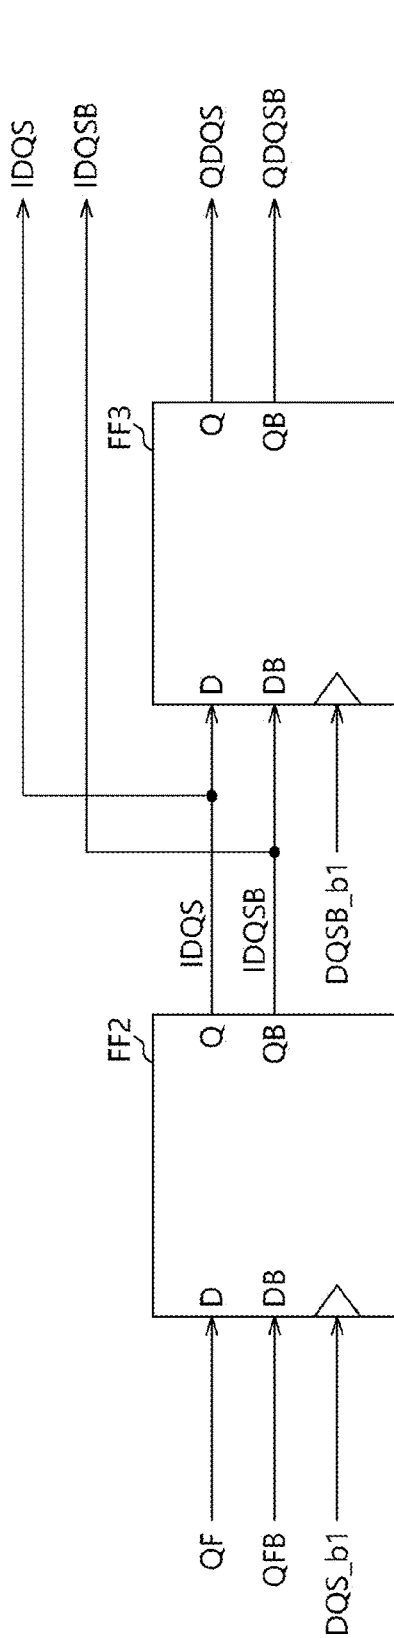 IDQS
IDQSB
FF2
FF3
QF
D
Q
IDQS
D
Q
QDQS
QFB
DB
QB
IDQSB
DB
QB
QDQSB
DQS_b1
DQSB_b1